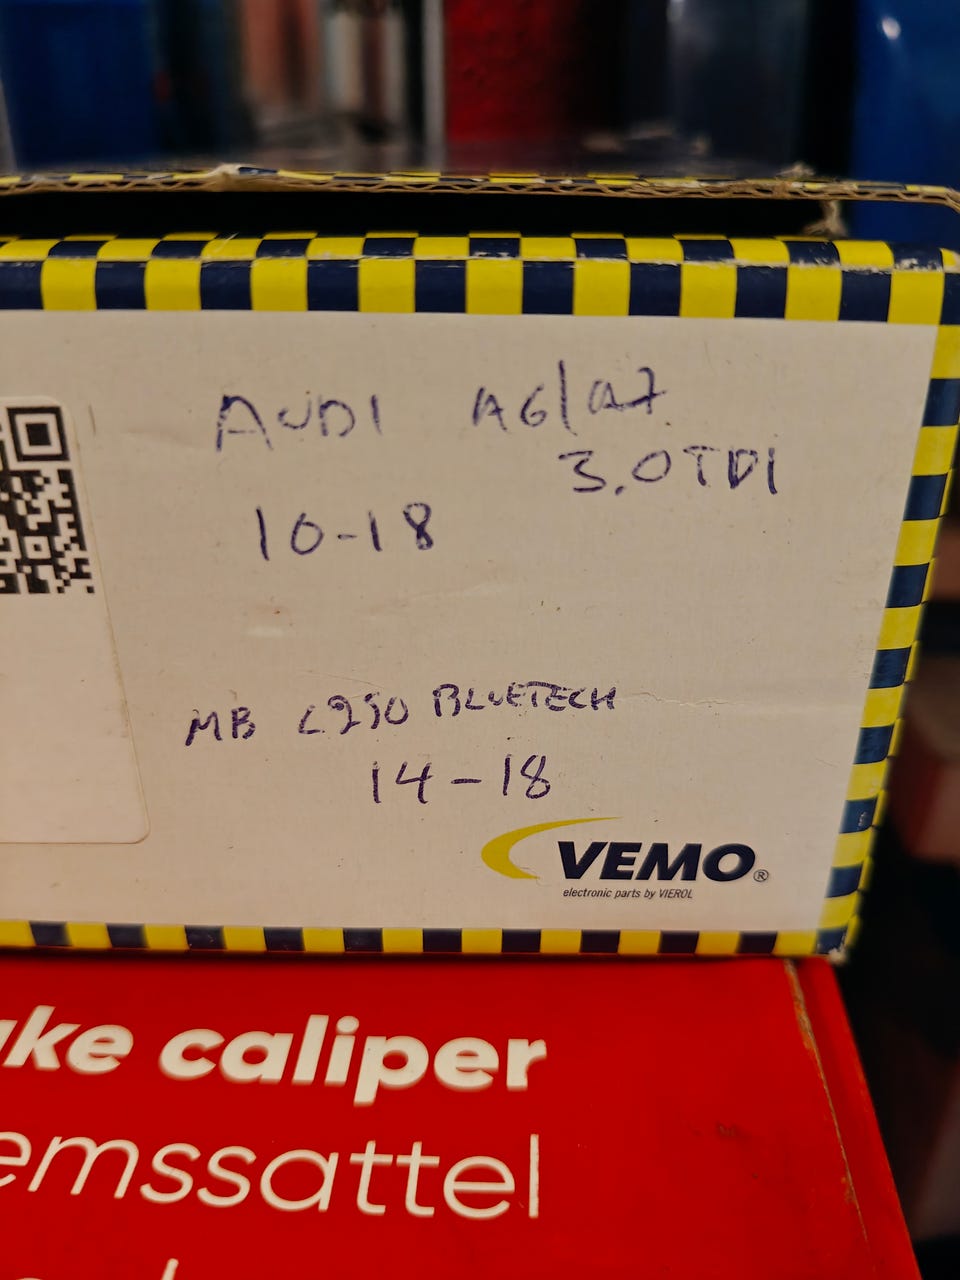 AUDI A6/A7
3.0TDI
10-18
MB C250 BLUETECH
14-18
VEMO®
electronic parts by VIEROL
ke caliper
emssattel